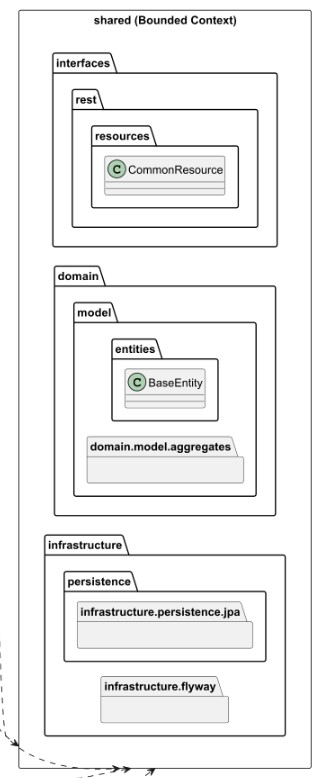 shared (Bounded Context)
interfaces
rest
resources
C CommonResource
domain
model
entities
C BaseEntity
domain.model.aggregates
infrastructure
persistence
infrastructure.persistence.jpa
infrastructure.flyway